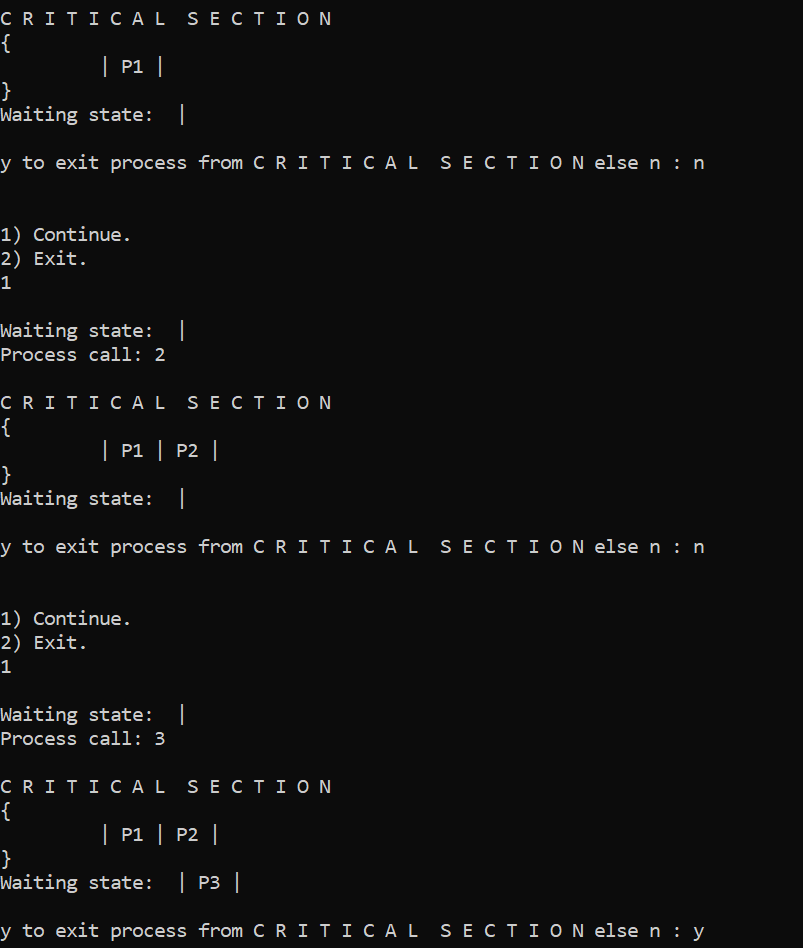 C R I T I C A L  S E C T I O N
{
         | P1 |
}
Waiting state:  |
y to exit process from C R I T I C A L  S E C T I O N else n : n
1) Continue.
2) Exit.
1
Waiting state:  |
Process call: 2
C R I T I C A L  S E C T I O N
{
         | P1 | P2 |
}
Waiting state:  |
y to exit process from C R I T I C A L  S E C T I O N else n : n
1) Continue.
2) Exit.
1
Waiting state:  |
Process call: 3
C R I T I C A L  S E C T I O N
{
         | P1 | P2 |
}
Waiting state:  | P3 |
y to exit process from C R I T I C A L  S E C T I O N else n : y